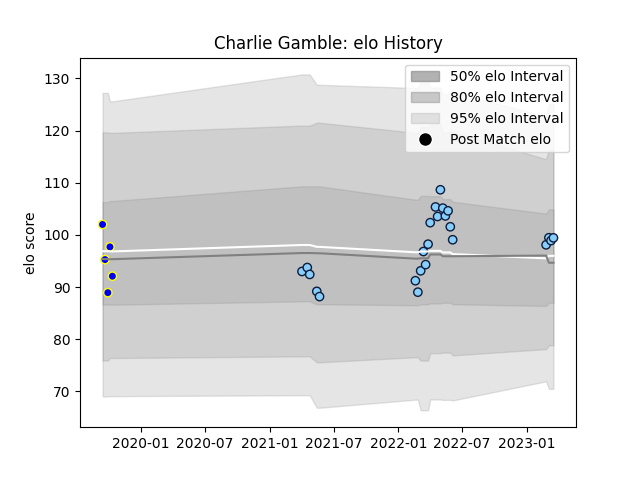 Charlie Gamble: elo History
50% elo Interval
80% elo Interval
95% elo Interval
Post Match elo
elo score
130
120
110
100
90
80
70
2020-01
2020-07
2021-01
2021-07
2022-01
2022-07
2023-01